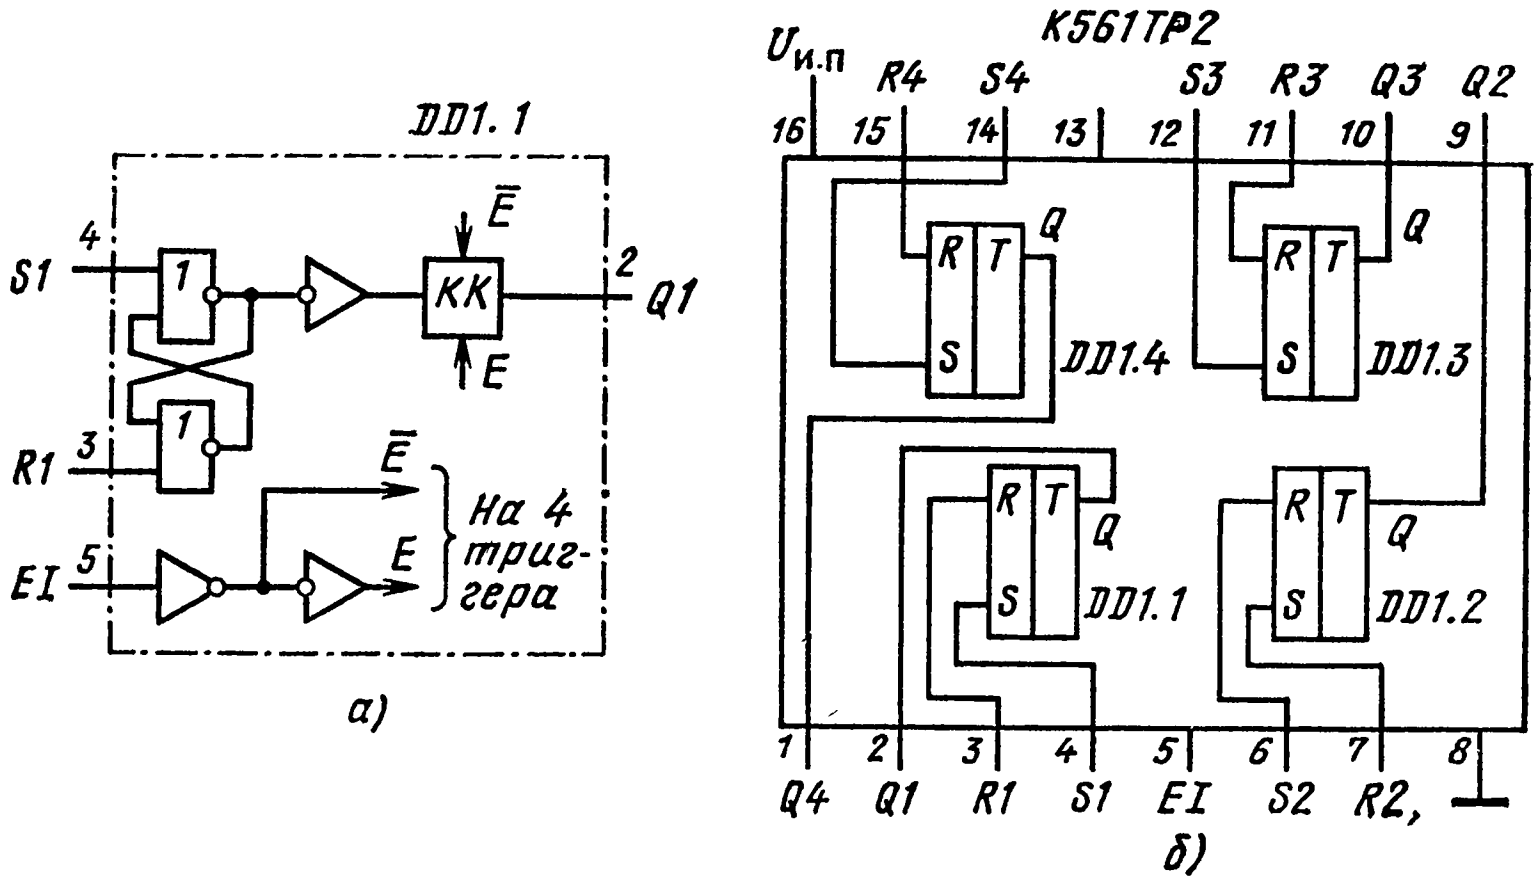 DD1.1
E̅
4
S1
1
КК
2
Q1
E
3
R1
1
E̅
E
На 4
триг-
гера
5
EI
а)
К561ТР2
Uи.п
R4
S4
S3
R3
Q3
Q2
16
15
14
13
12
11
10
9
R
T
Q
S
DD1.4
R
T
Q
S
DD1.3
R
T
Q
S
DD1.1
R
T
Q
S
DD1.2
1
2
3
4
5
6
7
8
Q4
Q1
R1
S1
EI
S2
R2,
б)